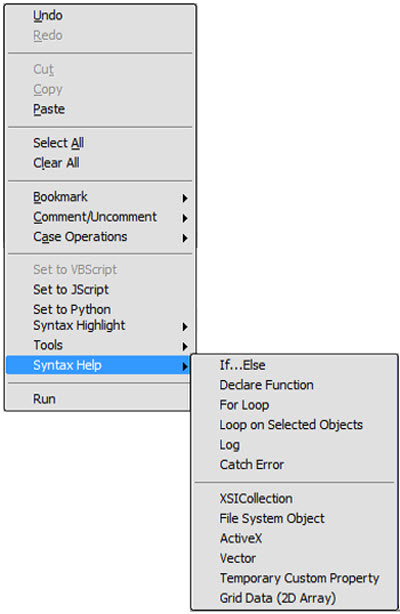 Undo
Redo
Cut
Copy
Paste
Select All
Clear All
Bookmark
Comment/Uncomment
Case Operations
Set to VBScript
Set to JScript
Set to Python
Syntax Highlight
Tools
Syntax Help
Run
If...Else
Declare Function
For Loop
Loop on Selected Objects
Log
Catch Error
XSICollection
File System Object
ActiveX
Vector
Temporary Custom Property
Grid Data (2D Array)